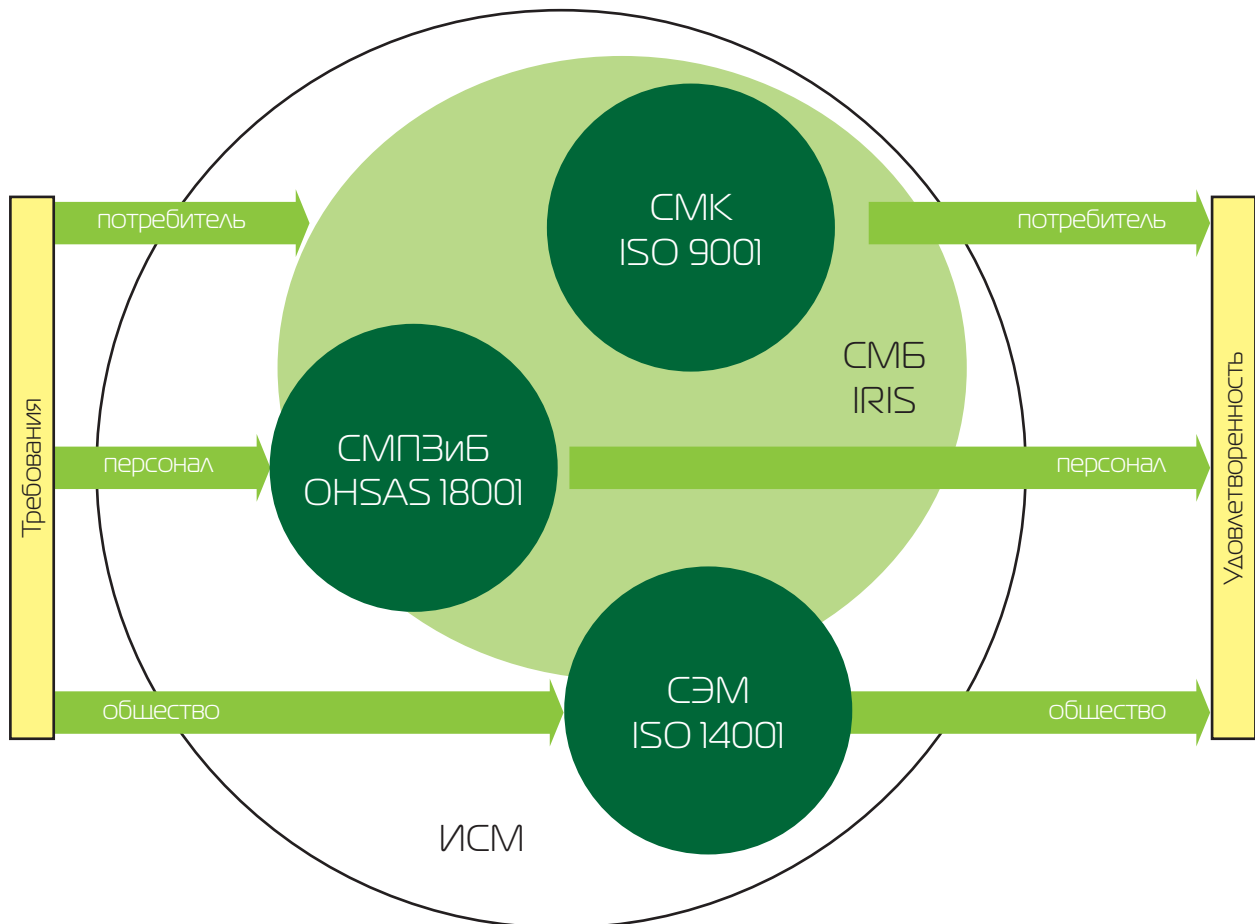 СМК
ISO 9001
потребитель
потребитель
СМБ
IRIS
Требования
СМПЗиБ
OHSAS 18001
персонал
персонал
Удовлетворенность
СЭМ
ISO 14001
общество
общество
ИСМ